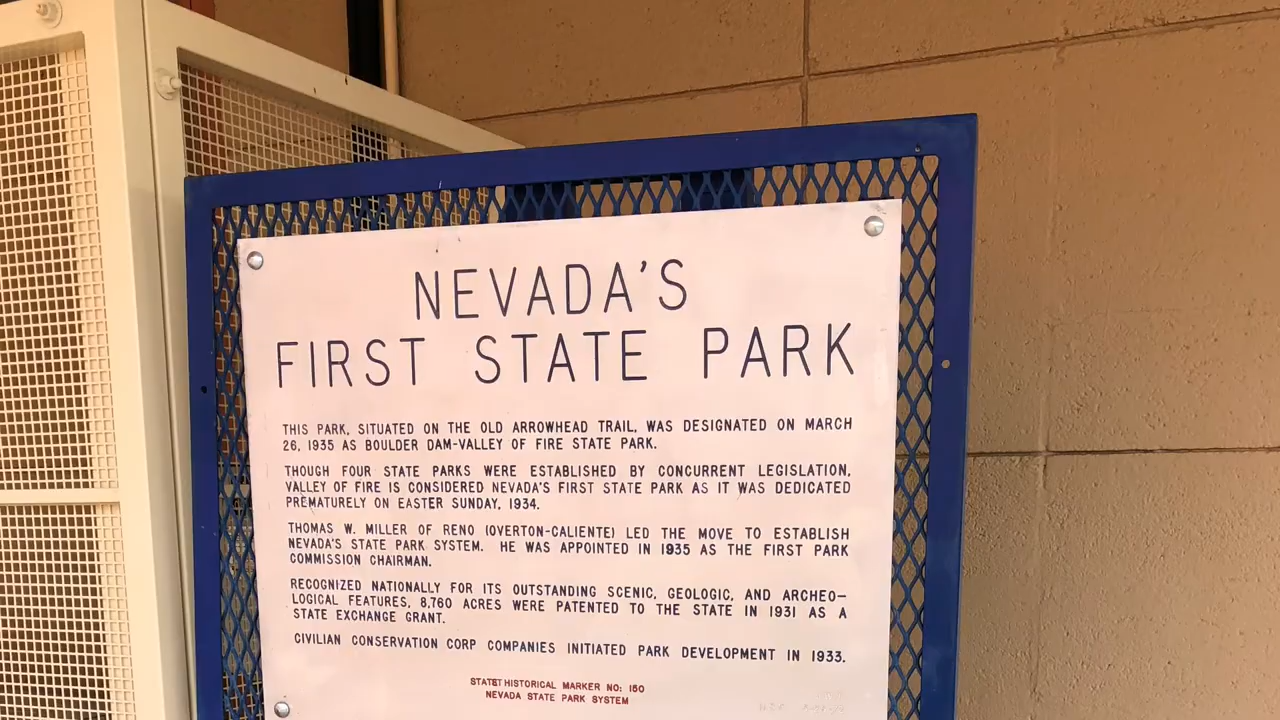 NEVADA'S
FIRST STATE PARK
THIS PARK, SITUATED ON THE OLD ARROWHEAD TRAIL, WAS DESIGNATED ON MARCH
26, 1935 AS BOULDER DAM-VALLEY OF FIRE STATE PARK.
THOUGH FOUR STATE PARKS WERE ESTABLISHED BY CONCURRENT LEGISLATION,
VALLEY OF FIRE IS CONSIDERED NEVADA'S FIRST STATE PARK AS IT WAS DEDICATED
PREMATURELY ON EASTER SUNDAY, 1934.
THOMAS W. MILLER OF RENO (OVERTON-CALIENTE) LED THE MOVE TO ESTABLISH
NEVADA'S STATE PARK SYSTEM. HE WAS APPOINTED IN 1935 AS THE FIRST PARK
COMMISSION CHAIRMAN.
RECOGNIZED NATIONALLY FOR ITS OUTSTANDING SCENIC, GEOLOGIC, AND ARCHEO-
LOGICAL FEATURES, 8,760 ACRES WERE PATENTED TO THE STATE IN 1931 AS A
STATE EXCHANGE GRANT.
CIVILIAN CONSERVATION CORP COMPANIES INITIATED PARK DEVELOPMENT IN 1933.
HISTORICAL MARKER NO: 150
NEVADA STATE PARK SYSTEM